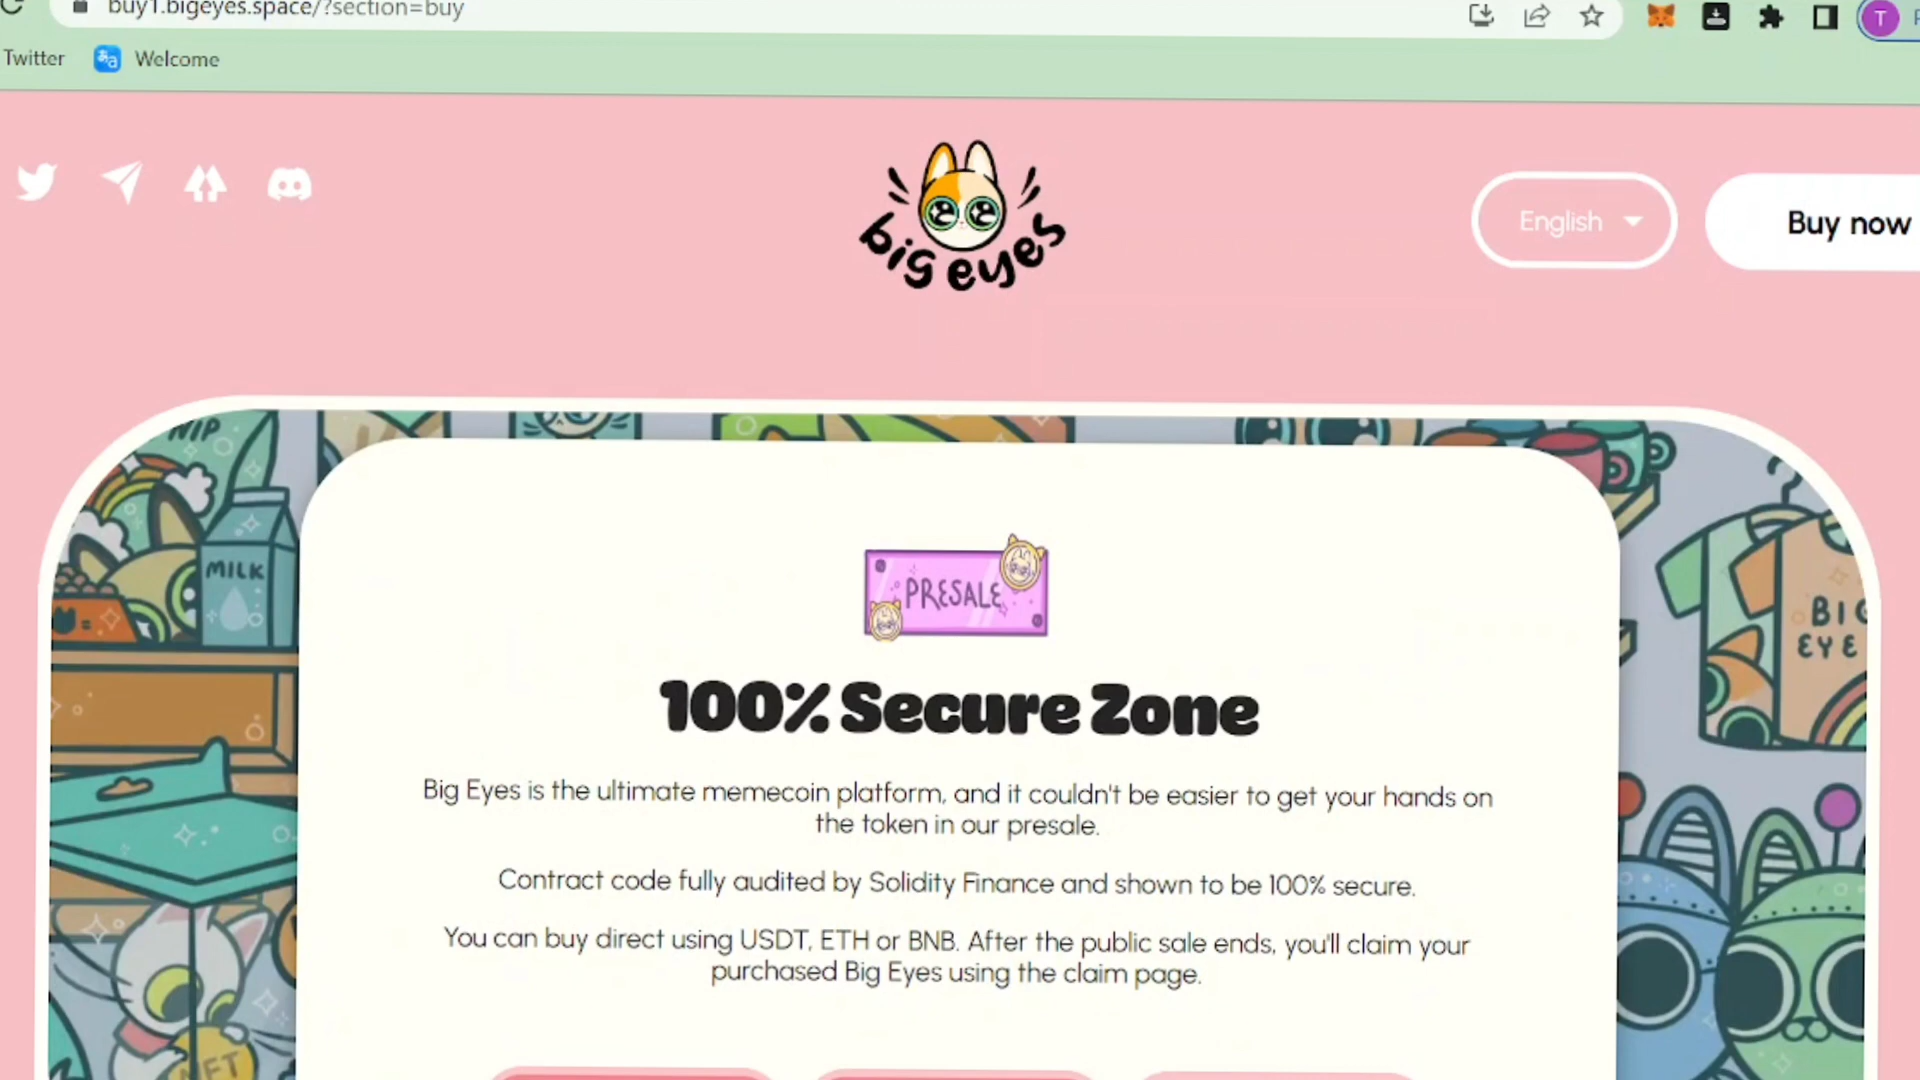 buy1.bigeyes.space/?section=buy
T
Twitter
Welcome
big eyes
English
Buy now
NIP
MILK
PRESALE
BIG
EYE
100% Secure Zone
Big Eyes is the ultimate memecoin platform, and it couldn't be easier to get your hands on
the token in our presale.
Contract code fully audited by Solidity Finance and shown to be 100% secure.
You can buy direct using USDT, ETH or BNB. After the public sale ends, you'll claim your
purchased Big Eyes using the claim page.
NFT